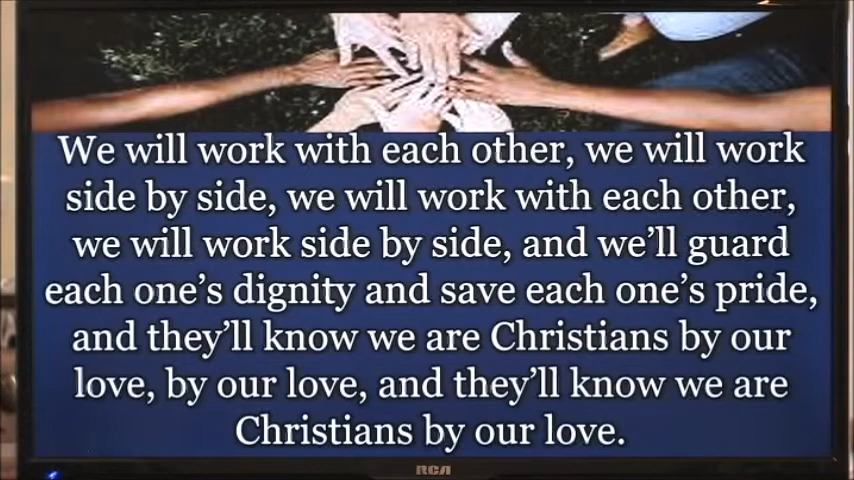 We will work with each other, we will work
side by side, we will work with each other,
we will work side by side, and we’ll guard
each one’s dignity and save each one’s pride,
and they’ll know we are Christians by our
love, by our love, and they’ll know we are
Christians by our love.
RCA